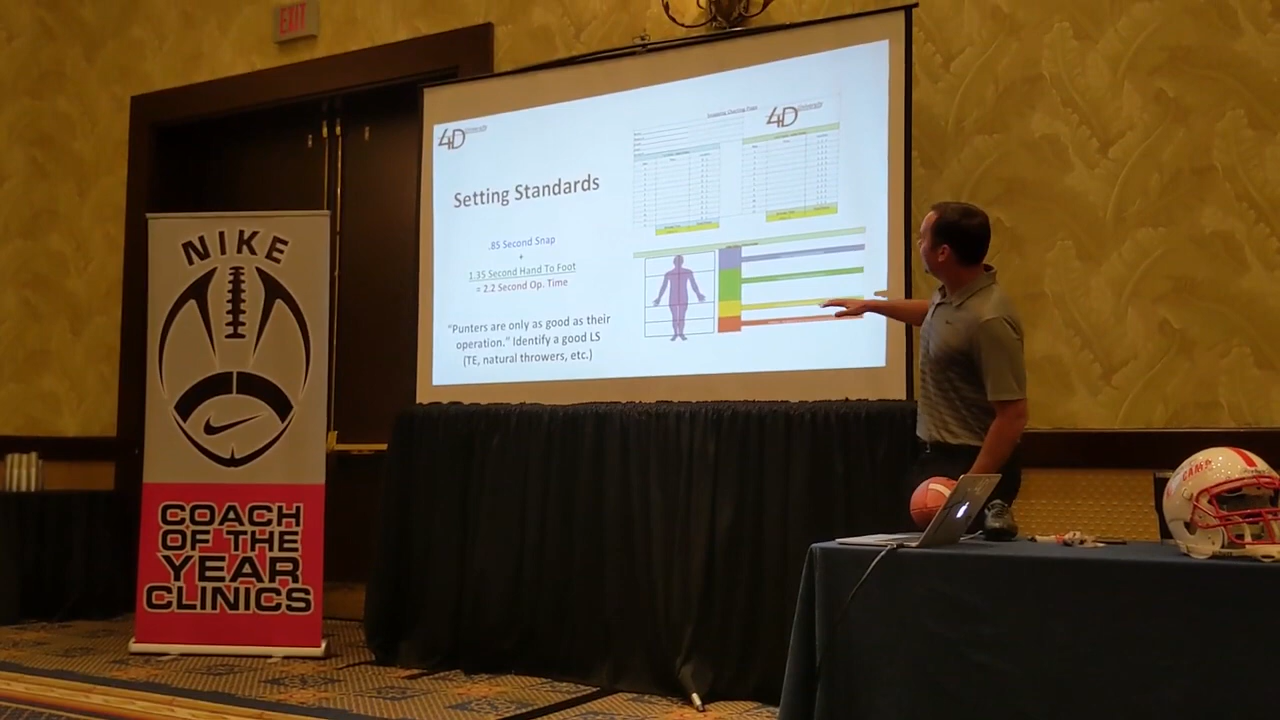 EXIT
NIKE
COACH
OF THE
YEAR
CLINICS
4D
Setting Standards
.85 Second Snap
+
1.35 Second Hand To Foot
= 2.2 Second Op. Time
"Punters are only as good as their
operation." Identify a good LS
(TE, natural throwers, etc.)
4D
CAMP